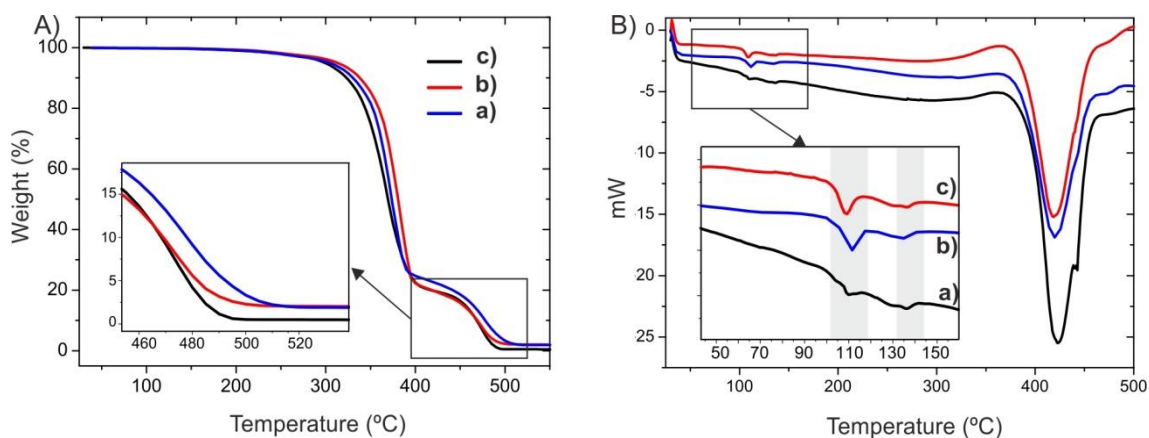 A)
100
80
60
40
20
0
Weight (%)
c)
b)
a)
15
10
5
0
460 480 500 520
100 200 300 400 500
Temperature (ºC)
B)
0
-5
10
15
20
25
mW
c)
b)
a)
50 70 90 110 130 150
100 200 300 400 500
Temperature (ºC)